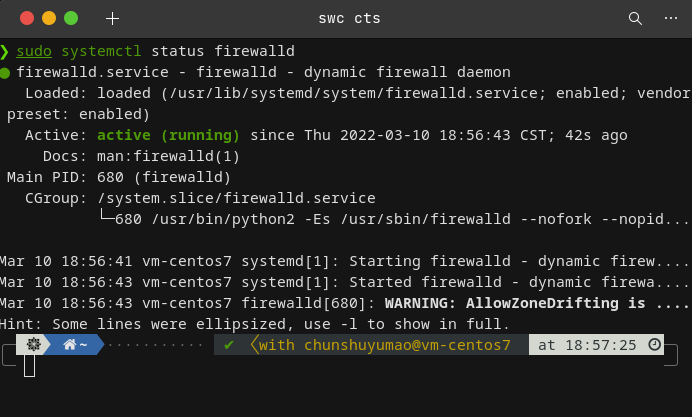 swc cts
❯ sudo systemctl status firewalld
● firewalld.service - firewalld - dynamic firewall daemon
Loaded: loaded (/usr/lib/systemd/system/firewalld.service; enabled; vendor
preset: enabled)
Active: active (running) since Thu 2022-03-10 18:56:43 CST; 42s ago
Docs: man:firewalld(1)
Main PID: 680 (firewalld)
CGroup: /system.slice/firewalld.service
└─680 /usr/bin/python2 -Es /usr/sbin/firewalld --nofork --nopid...
Mar 10 18:56:41 vm-centos7 systemd[1]: Starting firewalld - dynamic firew....
Mar 10 18:56:43 vm-centos7 systemd[1]: Started firewalld - dynamic firewa....
Mar 10 18:56:43 vm-centos7 firewalld[680]: WARNING: AllowZoneDrifting is ....
Hint: Some lines were ellipsized, use -l to show in full.
~ ··········· ✔ with chunshuyumao@vm-centos7 at 18:57:25